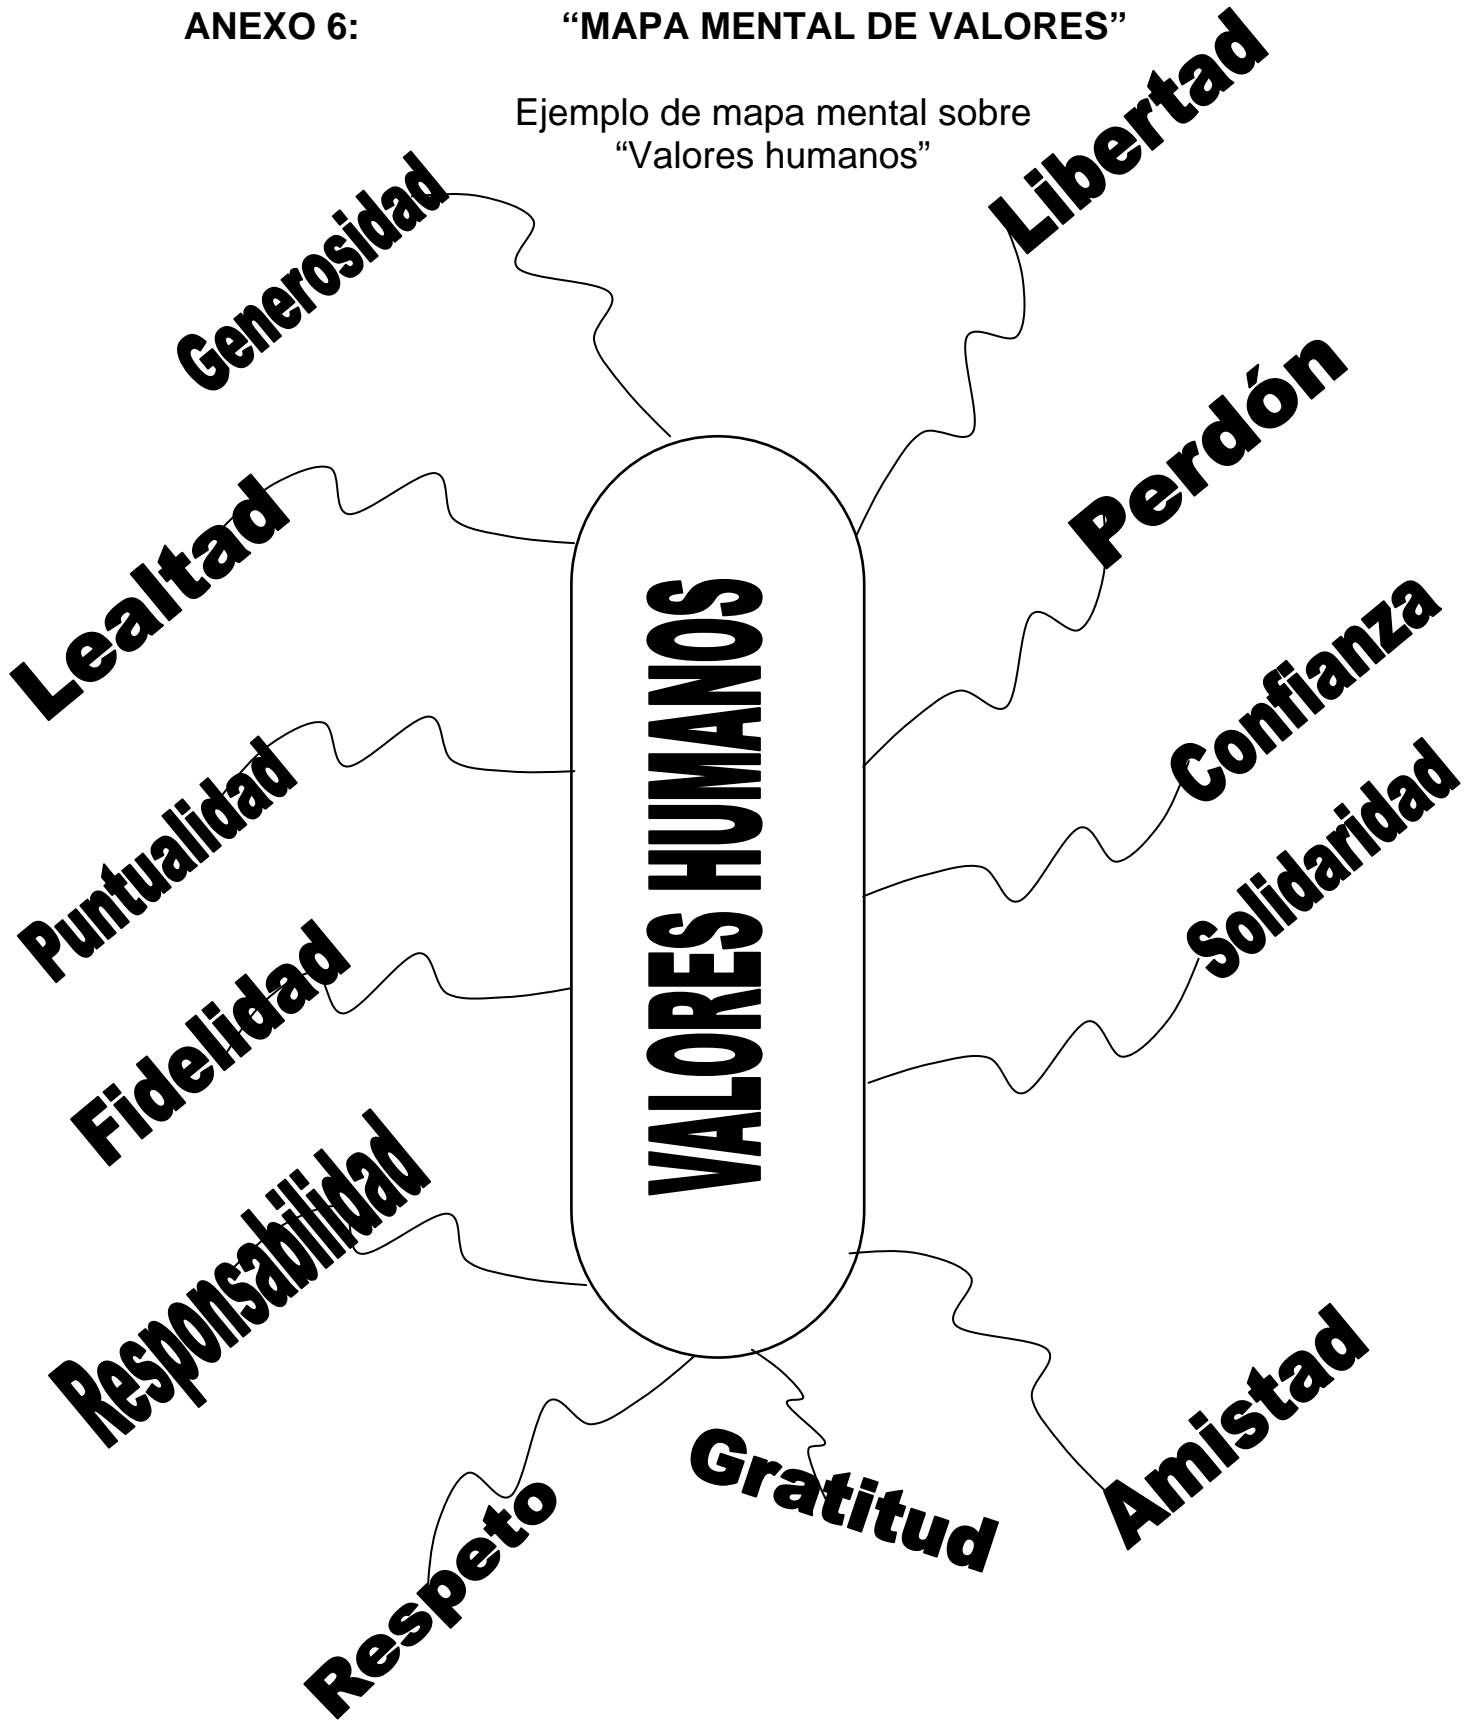 ANEXO 6: “MAPA MENTAL DE VALORES”
Ejemplo de mapa mental sobre
“Valores humanos”
Libertad
Generosidad
Perdón
Lealtad
Confianza
VALORES HUMANOS
Puntualidad
Solidaridad
Fidelidad
Responsabilidad
Amistad
Gratitud
Respeto